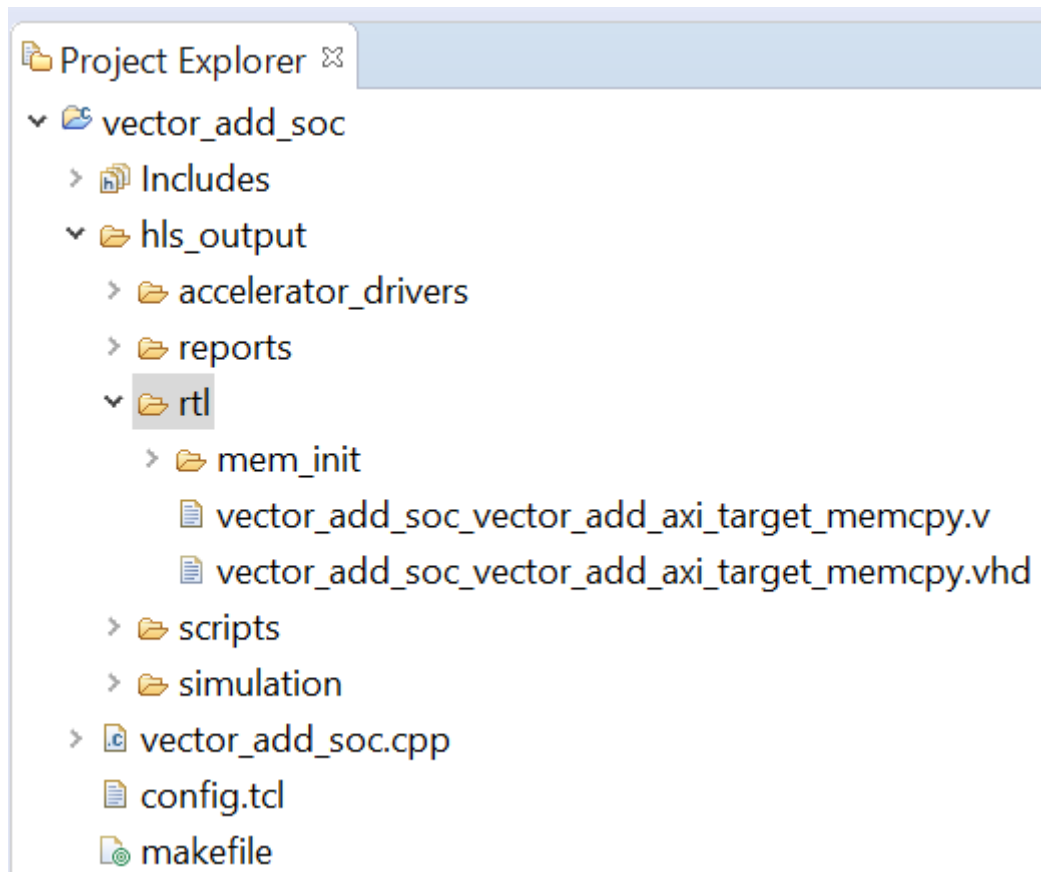 Project Explorer
vector_add_soc
Includes
hls_output
accelerator_drivers
reports
rtl
mem_init
vector_add_soc_vector_add_axi_target_memcpy.v
vector_add_soc_vector_add_axi_target_memcpy.vhd
scripts
simulation
vector_add_soc.cpp
config.tcl
makefile